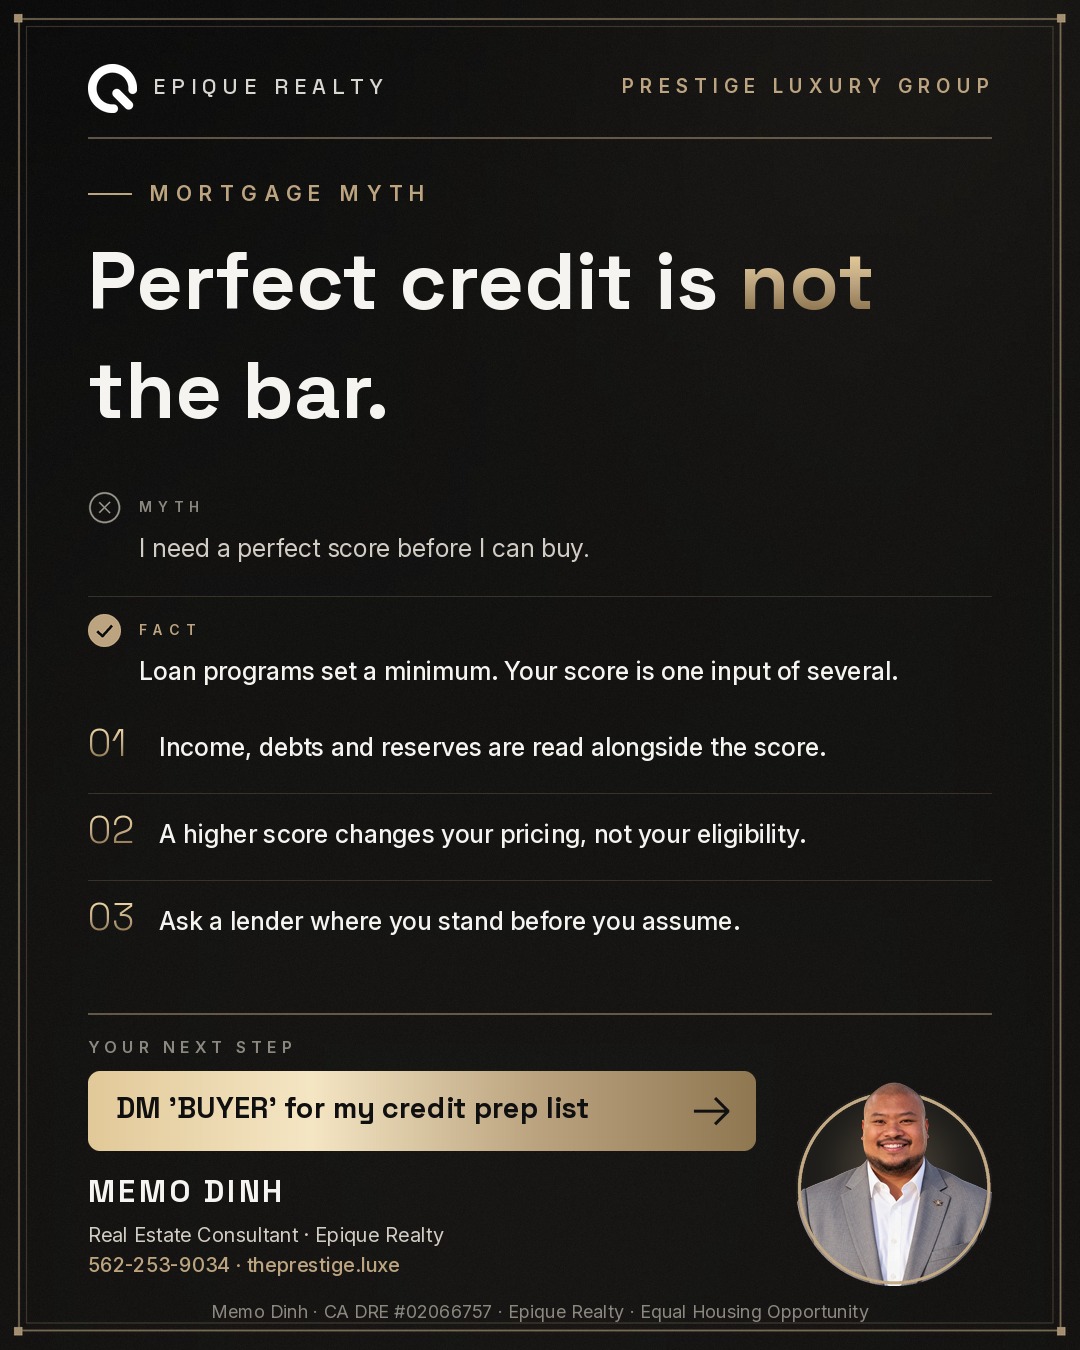 EPIQUE REALTY
PRESTIGE LUXURY GROUP
MORTGAGE MYTH
Perfect credit is not
the bar.
MYTH
I need a perfect score before I can buy.
FACT
Loan programs set a minimum. Your score is one input of several.
01 Income, debts and reserves are read alongside the score.
02 A higher score changes your pricing, not your eligibility.
03 Ask a lender where you stand before you assume.
YOUR NEXT STEP
DM ’BUYER’ for my credit prep list
MEMO DINH
Real Estate Consultant · Epique Realty
562-253-9034 · theprestige.luxe
Memo Dinh · CA DRE #02066757 · Epique Realty · Equal Housing Opportunity